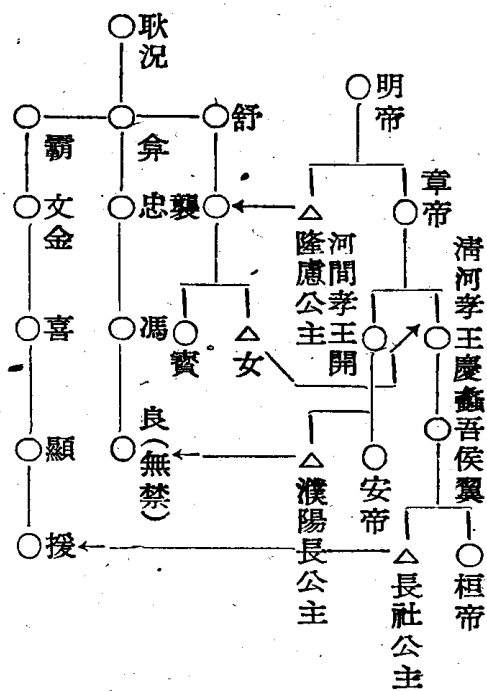 耿況
明帝
舒
弇
霸
章帝
隆慮公主
襲
忠
文金
清河孝王慶
河間孝王開
女
寶
馮
喜
蠡吾侯翼
安帝
濮陽長公主
良（無禁）
顯
桓帝
長社公主
援